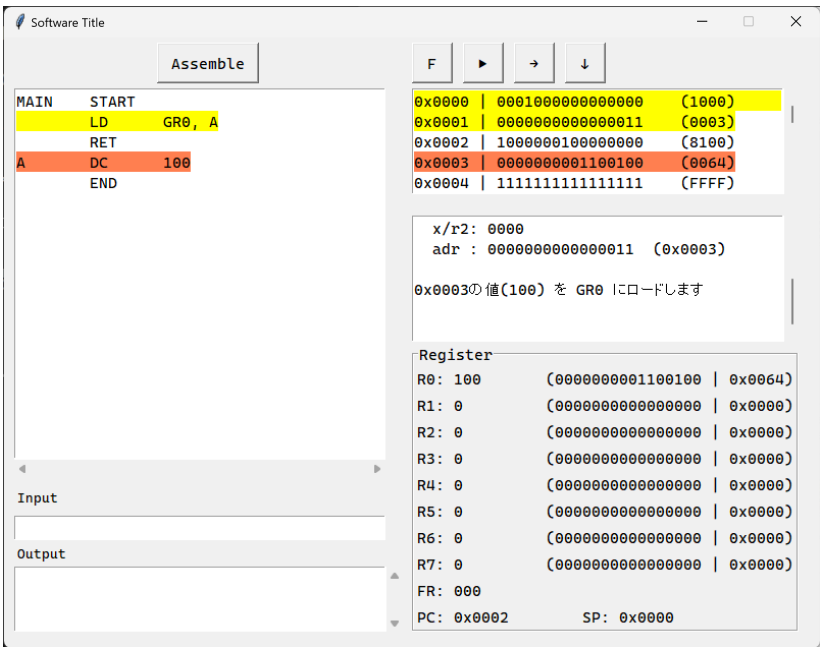 Software Title
Assemble
F ▶ → ↓
MAIN    START
        LD      GR0, A
        RET
A       DC      100
        END
Input
Output
0x0000 | 0001000000000000    (1000)
0x0001 | 0000000000000011    (0003)
0x0002 | 1000000100000000    (8100)
0x0003 | 0000000001100100    (0064)
0x0004 | 1111111111111111    (FFFF)
x/r2: 0000
adr : 0000000000000011  (0x0003)
0x0003の値(100) を GR0 にロードします
Register
R0: 100       (0000000001100100 | 0x0064)
R1: 0         (0000000000000000 | 0x0000)
R2: 0         (0000000000000000 | 0x0000)
R3: 0         (0000000000000000 | 0x0000)
R4: 0         (0000000000000000 | 0x0000)
R5: 0         (0000000000000000 | 0x0000)
R6: 0         (0000000000000000 | 0x0000)
R7: 0         (0000000000000000 | 0x0000)
FR: 000
PC: 0x0002        SP: 0x0000